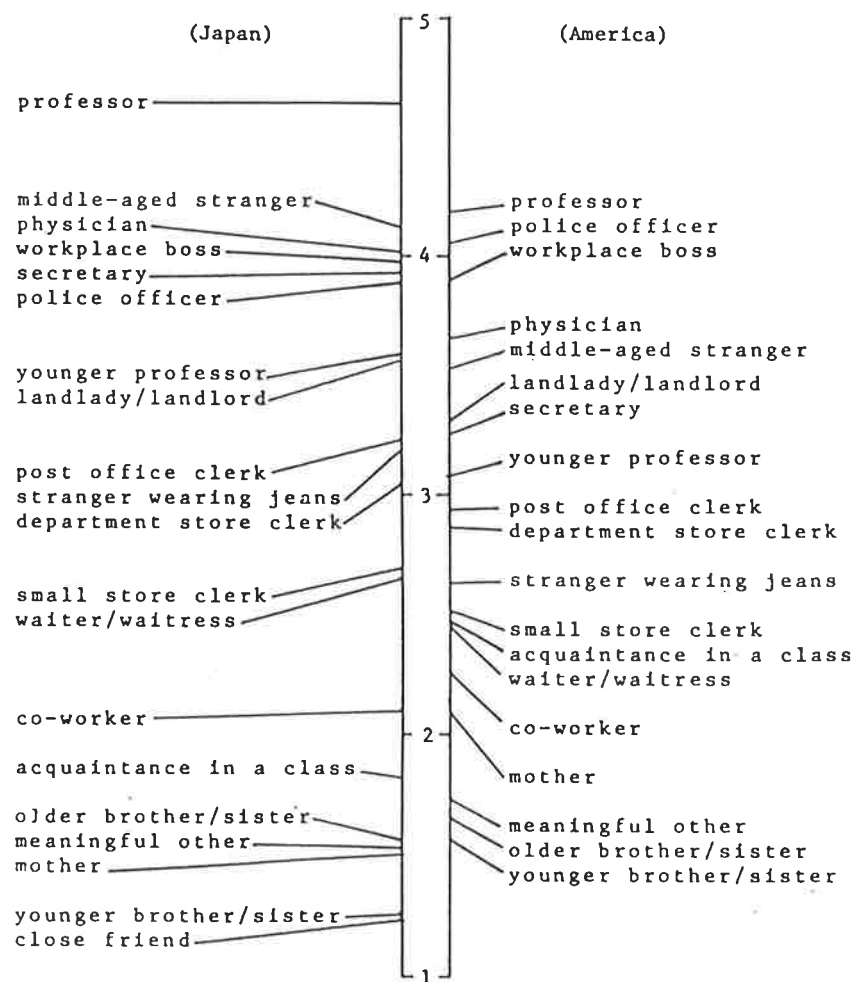 (Japan)
professor
middle-aged stranger
physician
workplace boss
secretary
police officer
younger professor
landlady/landlord
post office clerk
stranger wearing jeans
department store clerk
small store clerk
waiter/waitress
co-worker
acquaintance in a class
older brother/sister
meaningful other
mother
younger brother/sister
close friend
5
4
3
2
1
(America)
professor
police officer
workplace boss
physician
middle-aged stranger
landlady/landlord
secretary
younger professor
post office clerk
department store clerk
stranger wearing jeans
small store clerk
acquaintance in a class
waiter/waitress
co-worker
mother
meaningful other
older brother/sister
younger brother/sister